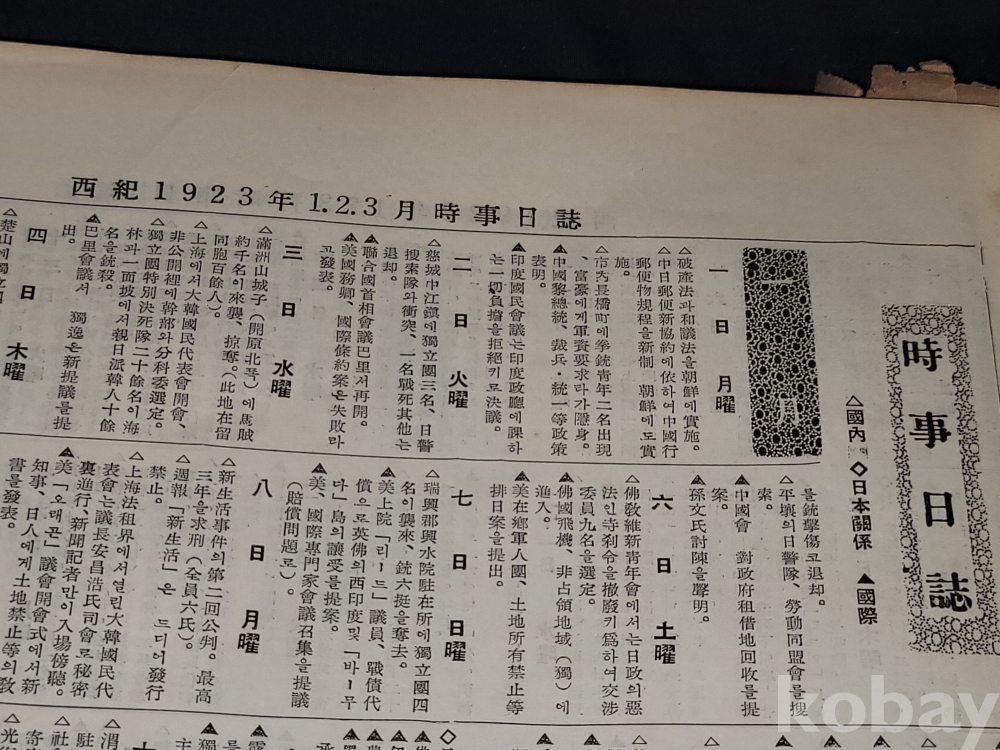 西紀1923年1.2.3月時事日誌
時事日誌
△國內 ◇日本關係 ▲國際
一日 月曜
△破產法과和議法을朝鮮에實施。
△中日郵便新協約에依하여中國行
郵便物規程을新制 朝鮮에도實
施。
△市內長橋町에拳銃靑年二名出現
、富豪에게軍資要求타가隱身。
▲中國黎總統、裁兵・統一等政策
表明。
▲印度國民會議는印度政廳에課하
는一切負擔을拒絕키로決議。
二日 火曜
△慈城中江鎭에獨立團三名、日警
搜索隊와衝突、一名戰死其他는
退却。
▲聯合國首相會議巴里서再開。
▲美國務卿、國際條約案은失敗라
고發表。
三日 水曜
△滿洲山城子(開原北쪽)에馬賊
約千名이來襲、掠奪。(此地在留
同胞百餘人)。
△上海에서大韓國民代表會開會、
非公開裡에幹部와分科委選定。
△獨立團特別決死隊二十餘名이海
林과一面坡에서親日派韓人十餘
名을銃殺。
▲巴里會議서 獨逸은新提議를提
出。
四日 木曜
△楚山에獨立團
를銃擊傷고退却。
△平壤의日警隊、勞動同盟會를搜
索。
▲中國會 對政府租借地回收를提
案。
▲孫文氏討陳을聲明。
六日 土曜
△佛敎維新靑年會에서는日政의惡
法인寺刹令을撤廢키爲하여交涉
委員九名을選定。
▲佛國飛機、非占領地域(獨)에
侵入。
▲美在鄕軍人團、土地所有禁止等
排日案을提出。
七日 日曜
△瑞興郡興水院駐在所에獨立團四
名이襲來、銃六挺을奪去。
▲美上院「리ー드」議員、戰債代
償으로英佛의西印度및「바ー무
다」島의讓受를提案。
▲美、國際專門家會議召集을提議
(賠償問題로)。
八日 月曜
△新生活事件의第二回公判。最高
三年을求刑(全員六氏)。
△週報「新生活」은 드디어發行
禁止。
△上海法租界에서열린大韓國民代
表會는議長安昌浩氏司會로秘密
裏進行、新聞記者만이入場傍聽。
▲美「오래곤」議會開會式에서新
知事、日人에게土地禁止等의敎
書를發表。
kobay